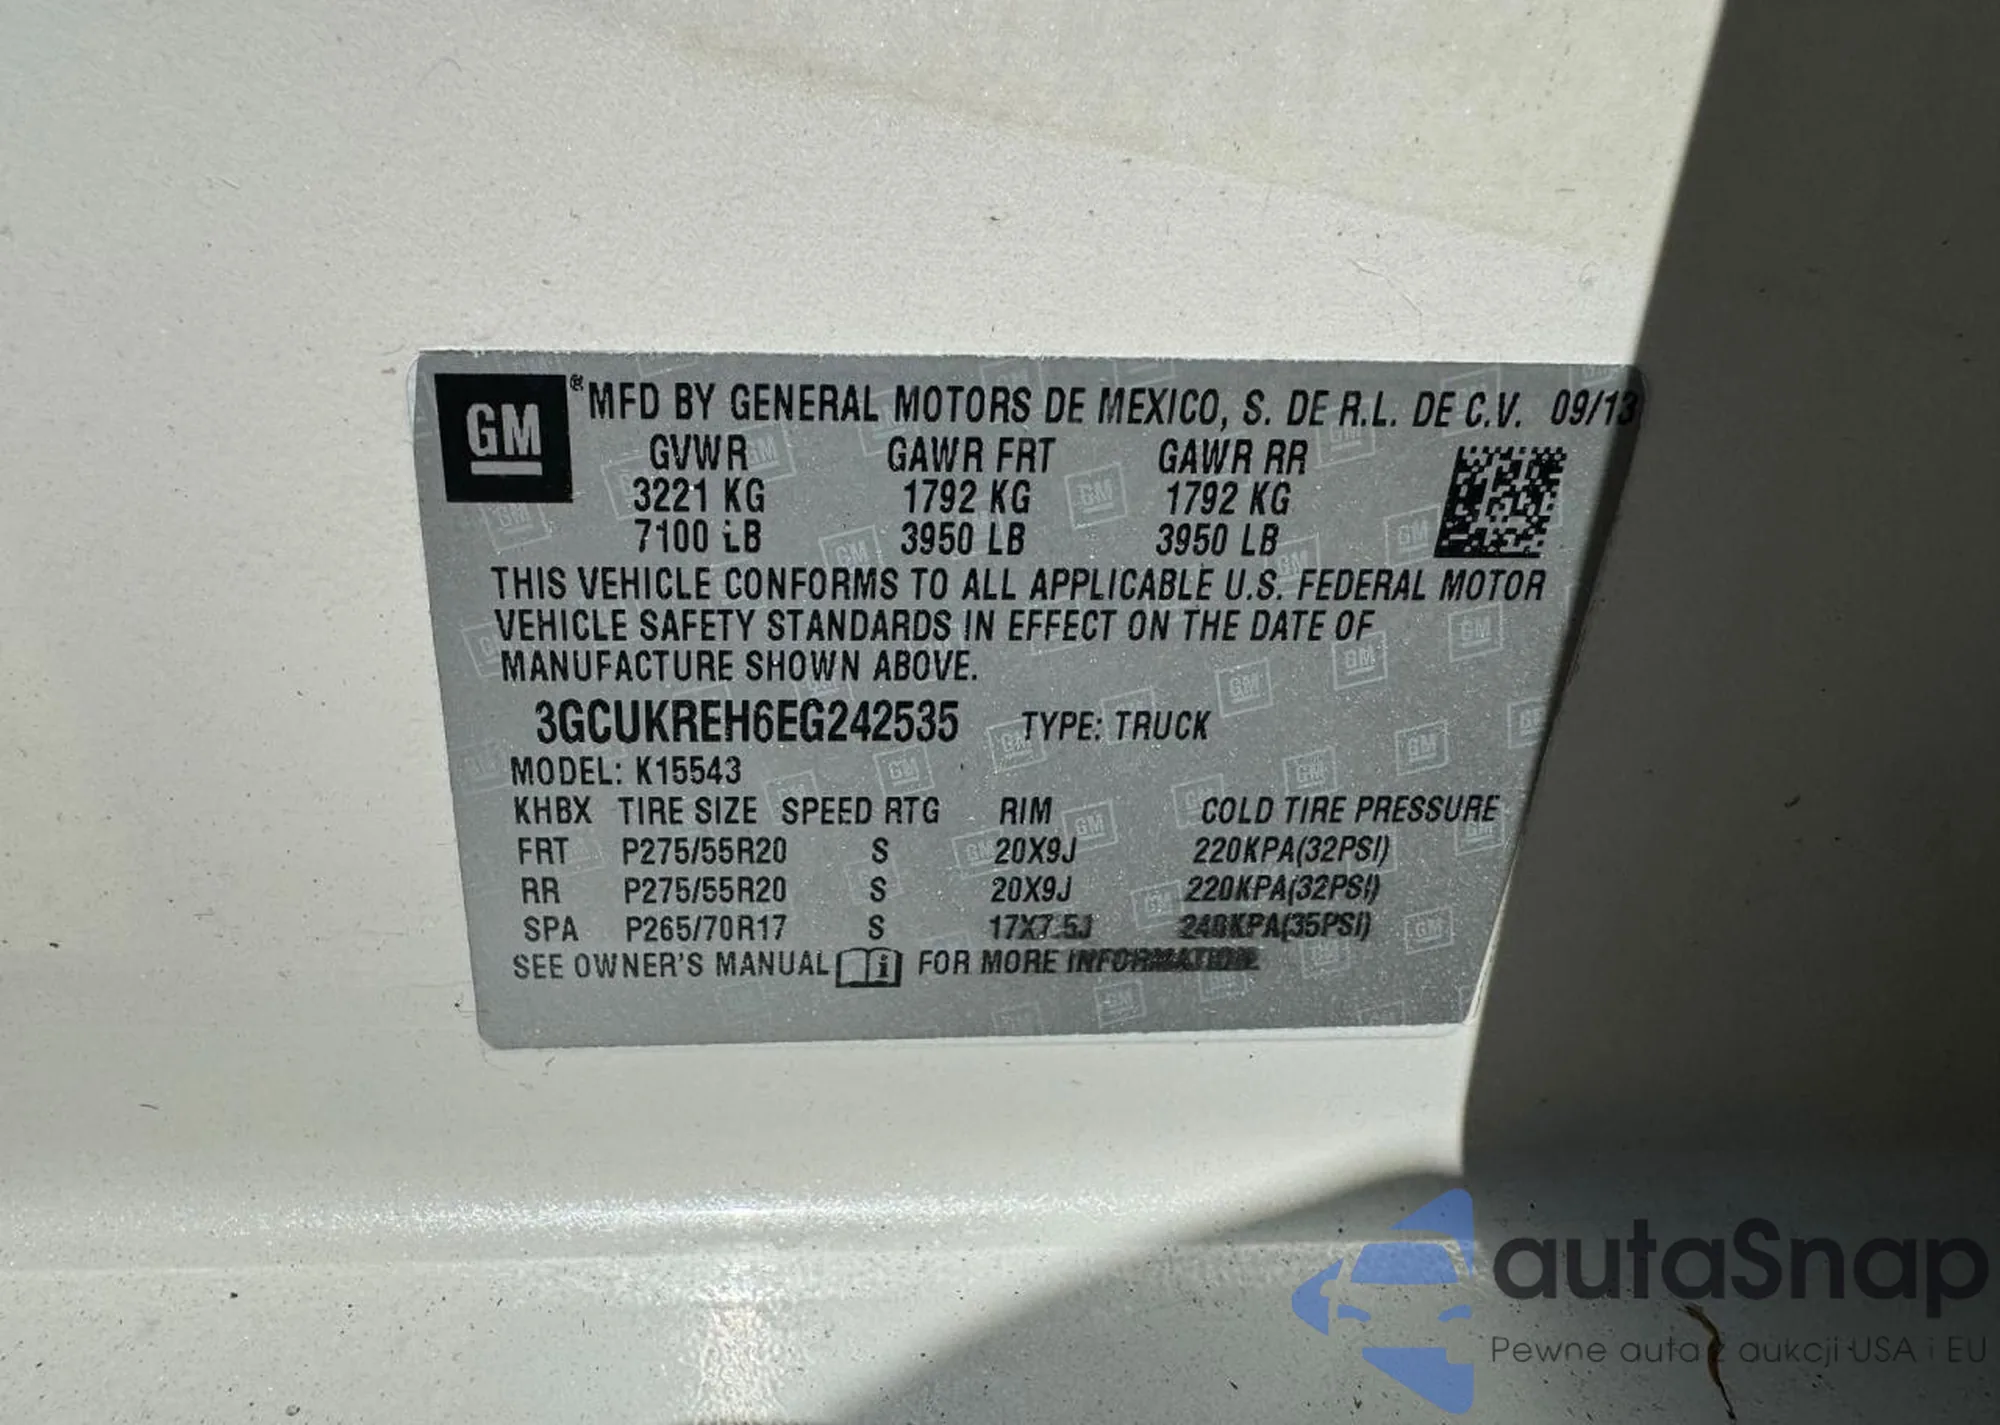 GM ® MFD BY GENERAL MOTORS DE MEXICO, S. DE R.L. DE C.V. 09/13
GVWR GAWR FRT GAWR RR
3221 KG 1792 KG 1792 KG
7100 LB 3950 LB 3950 LB
THIS VEHICLE CONFORMS TO ALL APPLICABLE U.S. FEDERAL MOTOR
VEHICLE SAFETY STANDARDS IN EFFECT ON THE DATE OF
MANUFACTURE SHOWN ABOVE.
3GCUKREH6EG242535 TYPE: TRUCK
MODEL: K15543
KHBX TIRE SIZE SPEED RTG RIM COLD TIRE PRESSURE
FRT P275/55R20 S 20X9J 220KPA(32PSI)
RR P275/55R20 S 20X9J 220KPA(32PSI)
SPA P265/70R17 S 17X7.5J 240KPA(35PSI)
SEE OWNER'S MANUAL i FOR MORE INFORMATION.
autaSnap
Pewne auta z aukcji USA i EU